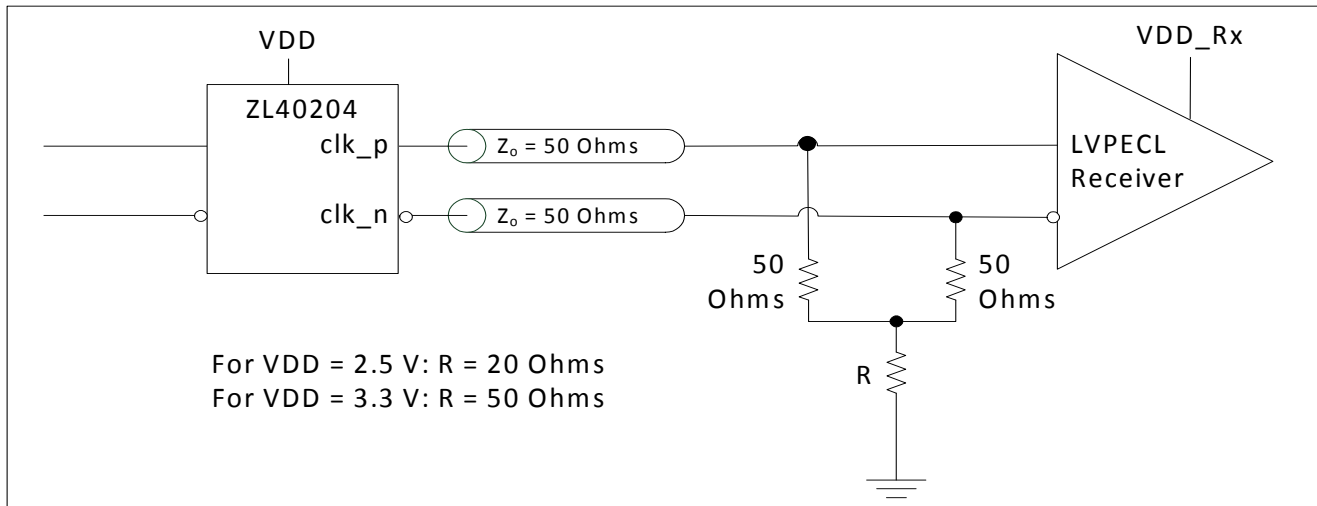 VDD
VDD_Rx
ZL40204
clk_p
Zo = 50 Ohms
LVPECL
Receiver
clk_n
Zo = 50 Ohms
50
Ohms
50
Ohms
For VDD = 2.5 V: R = 20 Ohms
For VDD = 3.3 V: R = 50 Ohms
R